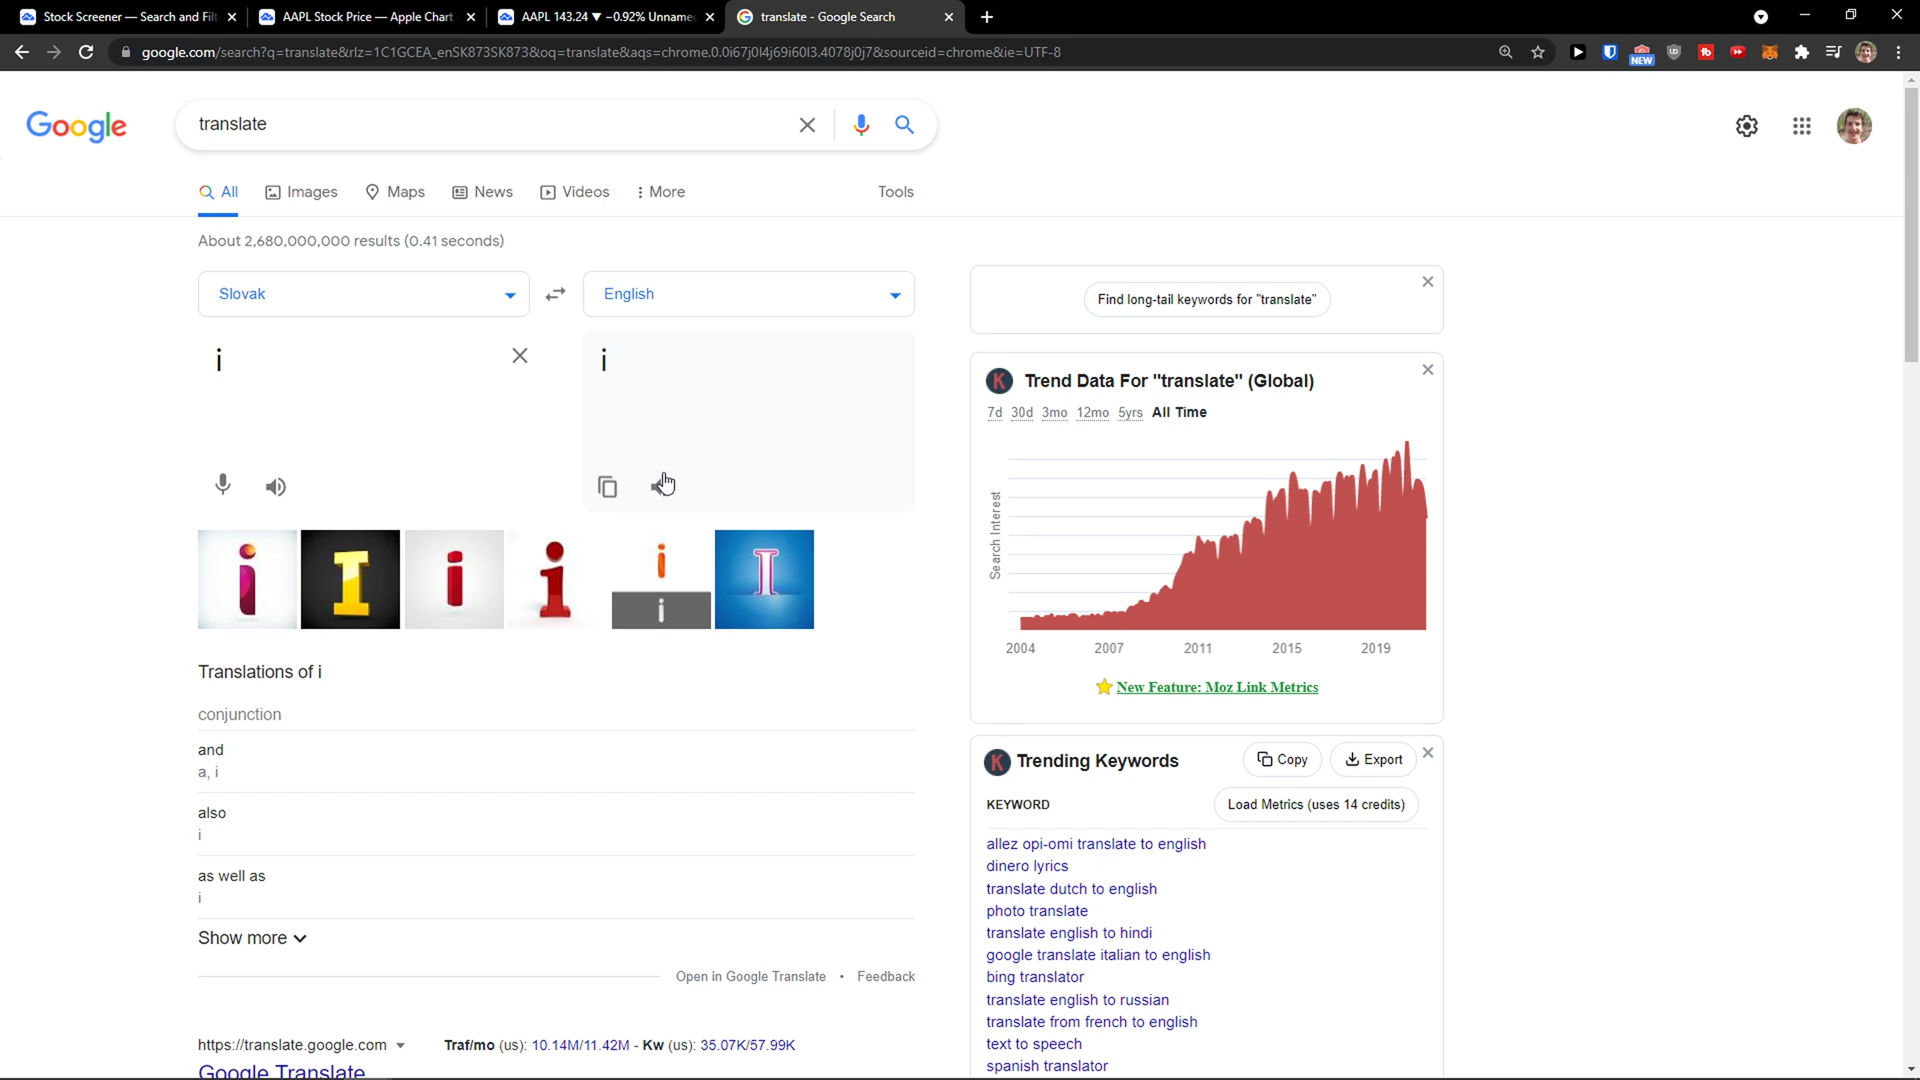 Stock Screener — Search and Filt
AAPL Stock Price — Apple Chart
AAPL 143.24 ▼ −0.92% Unname
translate - Google Search
google.com/search?q=translate&rlz=1C1GCEA_enSK873SK873&oq=translate&aqs=chrome.0.0i67j0l4j69i60l3.4078j0j7&sourceid=chrome&ie=UTF-8
NEW
Google
translate
All
Images
Maps
News
Videos
More
Tools
About 2,680,000,000 results (0.41 seconds)
Slovak
English
i
i
Translations of i
conjunction
and
a, i
also
i
as well as
i
Show more
Open in Google Translate • Feedback
https://translate.google.com
Traf/mo (us): 10.14M/11.42M - Kw (us): 35.07K/57.99K
Google Translate
Find long-tail keywords for "translate"
K
Trend Data For "translate" (Global)
7d 30d 3mo 12mo 5yrs All Time
Search Interest
2004 2007 2011 2015 2019
New Feature: Moz Link Metrics
K
Trending Keywords
Copy
Export
KEYWORD
Load Metrics (uses 14 credits)
allez opi-omi translate to english
dinero lyrics
translate dutch to english
photo translate
translate english to hindi
google translate italian to english
bing translator
translate english to russian
translate from french to english
text to speech
spanish translator